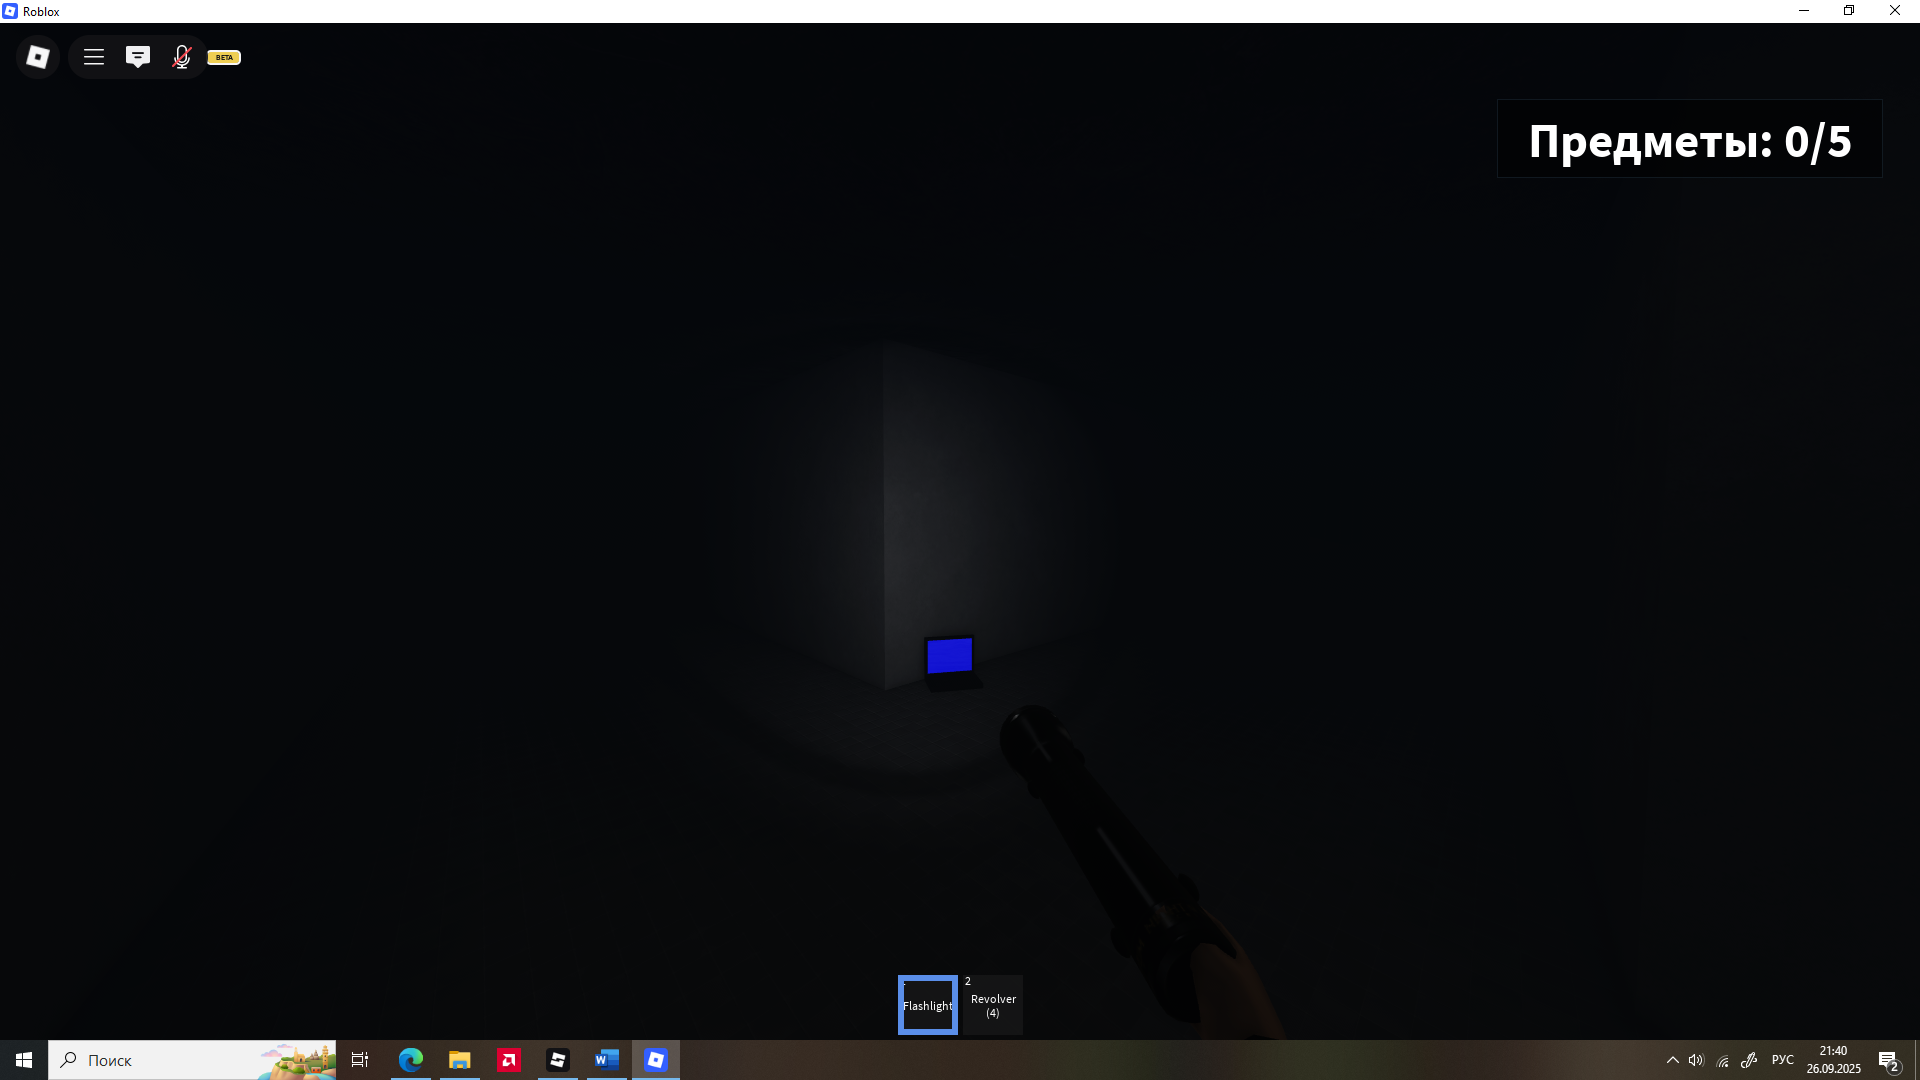 Roblox
BETA
Предметы: 0/5
Flashlight
2
Revolver
(4)
Поиск
РУС
21:40
26.09.2025
2